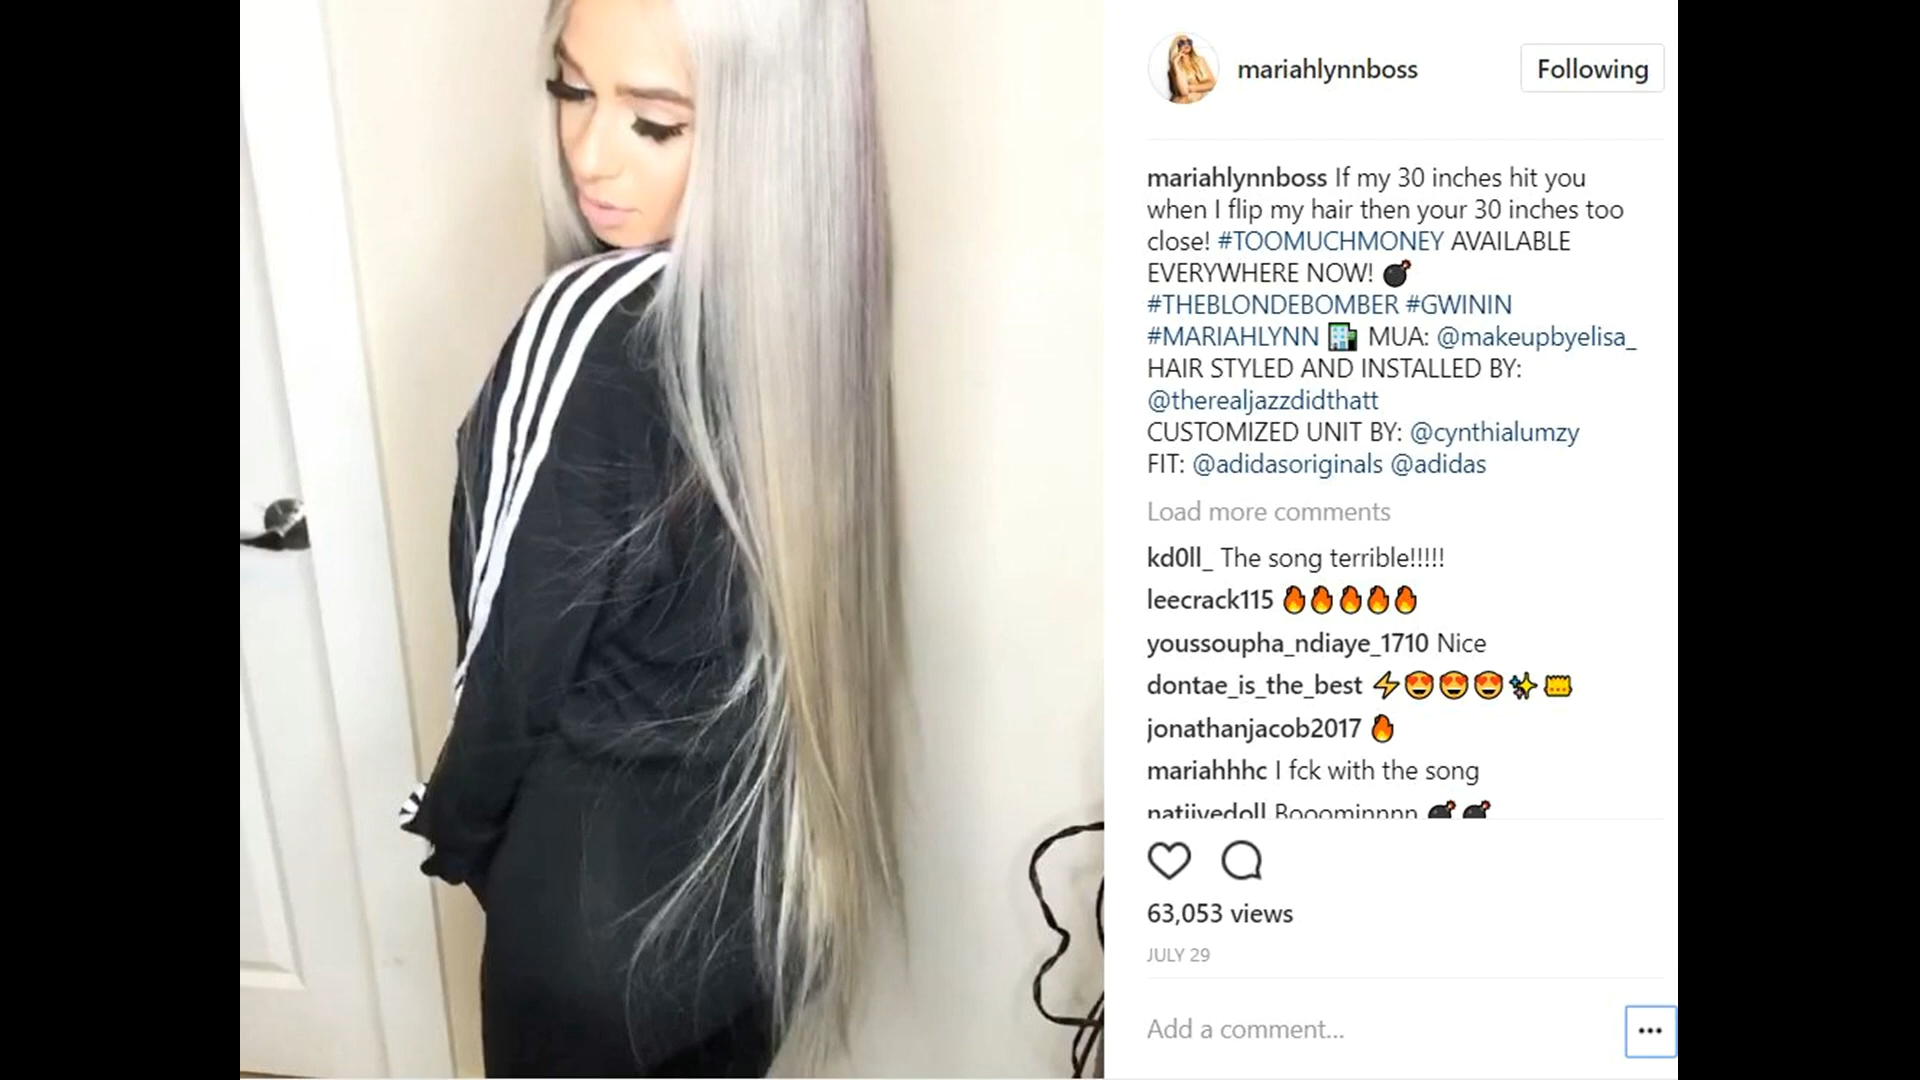 mariahlynnboss
Following
mariahlynnboss If my 30 inches hit you
when I flip my hair then your 30 inches too
close! #TOOMUCHMONEY AVAILABLE
EVERYWHERE NOW! 💣
#THEBLONDEBOMBER #GWININ
#MARIAHLYNN 🏦 MUA: @makeupbyelisa_
HAIR STYLED AND INSTALLED BY:
@therealjazzdidthatt
CUSTOMIZED UNIT BY: @cynthialumzy
FIT: @adidasoriginals @adidas
Load more comments
kd0ll_ The song terrible!!!!!
leecrack115 🔥🔥🔥🔥🔥
youssoupha_ndiaye_1710 Nice
dontae_is_the_best ⚡😍😍😍✨👑
jonathanjacob2017 🔥
mariahhhc I fck with the song
natiivedoll Booominnnn 💣💣
63,053 views
JULY 29
Add a comment...